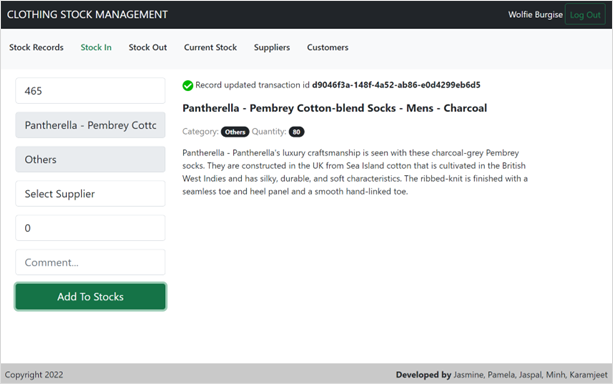 CLOTHING STOCK MANAGEMENT
Wolfie Burgise
Log Out
Stock Records
Stock In
Stock Out
Current Stock
Suppliers
Customers
465
Pantherella - Pembrey Cotto
Others
Select Supplier
0
Comment...
Add To Stocks
Record updated transaction id d9046f3a-148f-4a52-ab86-e0d4299eb6d5
Pantherella - Pembrey Cotton-blend Socks - Mens - Charcoal
Category: Others Quantity: 80
Pantherella - Pantherella's luxury craftsmanship is seen with these charcoal-grey Pembrey
socks. They are constructed in the UK from Sea Island cotton that is cultivated in the British
West Indies and has silky, durable, and soft characteristics. The ribbed-knit is finished with a
seamless toe and heel panel and a smooth hand-linked toe.
Copyright 2022
Developed by Jasmine, Pamela, Jaspal, Minh, Karamjeet